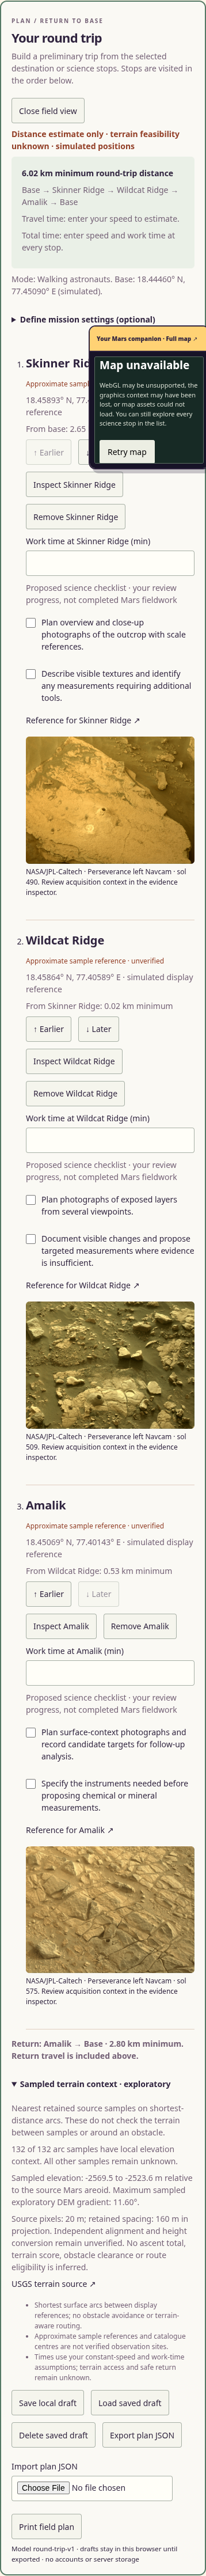 PLAN / RETURN TO BASE
Your round trip
Build a preliminary trip from the selected
destination or science stops. Stops are visited in
the order below.
Close field view
Distance estimate only · terrain feasibility
unknown · simulated positions
6.02 km minimum round-trip distance
Base → Skinner Ridge → Wildcat Ridge →
Amalik → Base
Travel time: enter your speed to estimate.
Total time: enter speed and work time at
every stop.
Mode: Walking astronauts. Base: 18.44460° N,
77.45090° E (simulated).
▶ Define mission settings (optional)
Your Mars companion · Full map ↗
Map unavailable
WebGL may be unsupported, the
graphics context may have been
lost, or map assets could not
load. You can still explore every
science stop in the list.
Retry map
1. Skinner
Approximate
18.45893° N, 77.4
reference
From base: 2.65
↑ Earlier
Inspect Skinner Ridge
Remove Skinner Ridge
Work time at Skinner Ridge (min)
Proposed science checklist · your review
progress, not completed Mars fieldwork
Plan overview and close-up
photographs of the outcrop with scale
references.
Describe visible textures and identify
any measurements requiring additional
tools.
Reference for Skinner Ridge ↗
NASA/JPL-Caltech · Perseverance left Navcam · sol
490. Review acquisition context in the evidence
inspector.
2. Wildcat Ridge
Approximate sample reference · unverified
18.45864° N, 77.40589° E · simulated display
reference
From Skinner Ridge: 0.02 km minimum
↑ Earlier ↓ Later
Inspect Wildcat Ridge
Remove Wildcat Ridge
Work time at Wildcat Ridge (min)
Proposed science checklist · your review
progress, not completed Mars fieldwork
Plan photographs of exposed layers
from several viewpoints.
Document visible changes and propose
targeted measurements where evidence
is insufficient.
Reference for Wildcat Ridge ↗
NASA/JPL-Caltech · Perseverance left Navcam · sol
509. Review acquisition context in the evidence
inspector.
3. Amalik
Approximate sample reference · unverified
18.45069° N, 77.40143° E · simulated display
reference
From Wildcat Ridge: 0.53 km minimum
↑ Earlier ↓ Later
Inspect Amalik Remove Amalik
Work time at Amalik (min)
Proposed science checklist · your review
progress, not completed Mars fieldwork
Plan surface-context photographs and
record candidate targets for follow-up
analysis.
Specify the instruments needed before
proposing chemical or mineral
measurements.
Reference for Amalik ↗
NASA/JPL-Caltech · Perseverance left Navcam · sol
575. Review acquisition context in the evidence
inspector.
Return: Amalik → Base · 2.80 km minimum.
Return travel is included above.
▼ Sampled terrain context · exploratory
Nearest retained source samples on shortest-
distance arcs. These do not check the terrain
between samples or around an obstacle.
132 of 132 arc samples have local elevation
context. All other samples remain unknown.
Sampled elevation: -2569.5 to -2523.6 m relative
to the source Mars areoid. Maximum sampled
exploratory DEM gradient: 11.60°.
Source pixels: 20 m; retained spacing: 160 m in
projection. Independent alignment and height
conversion remain unverified. No ascent total,
terrain score, obstacle clearance or route
eligibility is inferred.
USGS terrain source ↗
• Shortest surface arcs between display
references; no obstacle avoidance or terrain-
aware routing.
• Approximate sample references and catalogue
centres are not verified observation sites.
• Times use your constant-speed and work-time
assumptions; terrain access and safe return
remain unknown.
Save local draft Load saved draft
Delete saved draft Export plan JSON
Import plan JSON
Choose File No file chosen
Print field plan
Model round-trip-v1 · drafts stay in this browser until
exported · no accounts or server storage